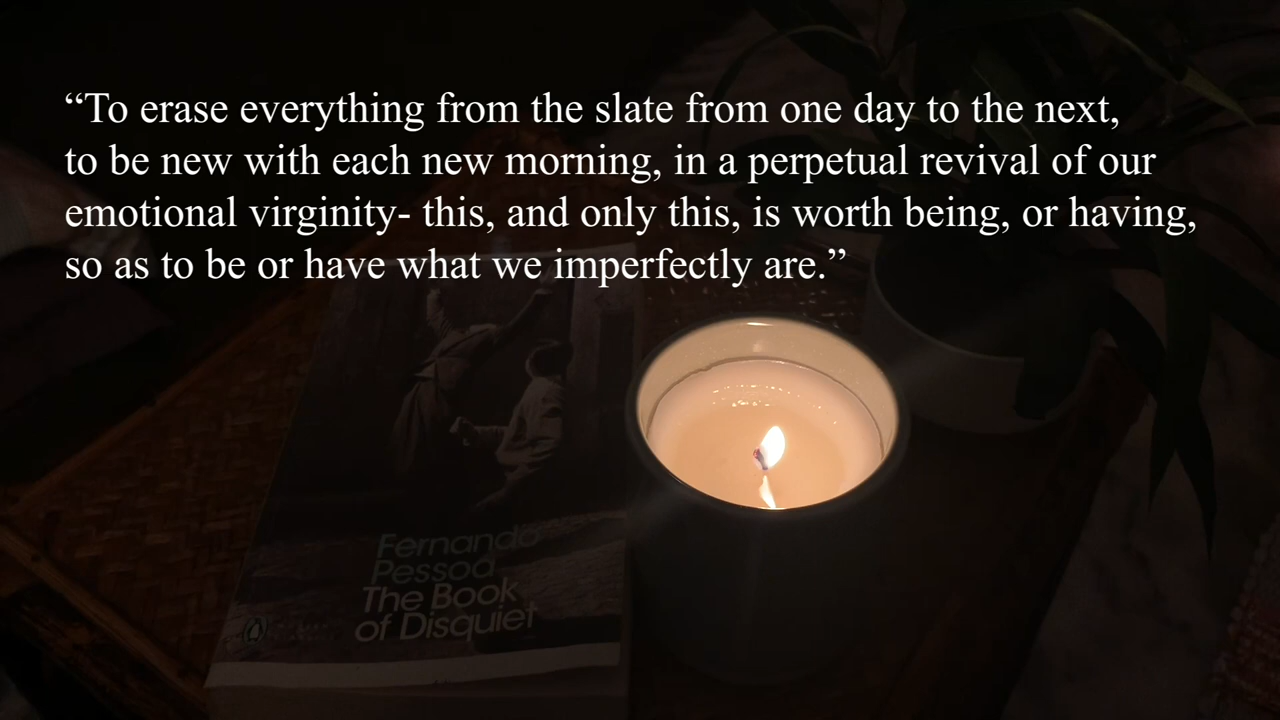 “To erase everything from the slate from one day to the next,
to be new with each new morning, in a perpetual revival of our
emotional virginity- this, and only this, is worth being, or having,
so as to be or have what we imperfectly are.”
Fernando
Pessoa
The Book
of Disquiet